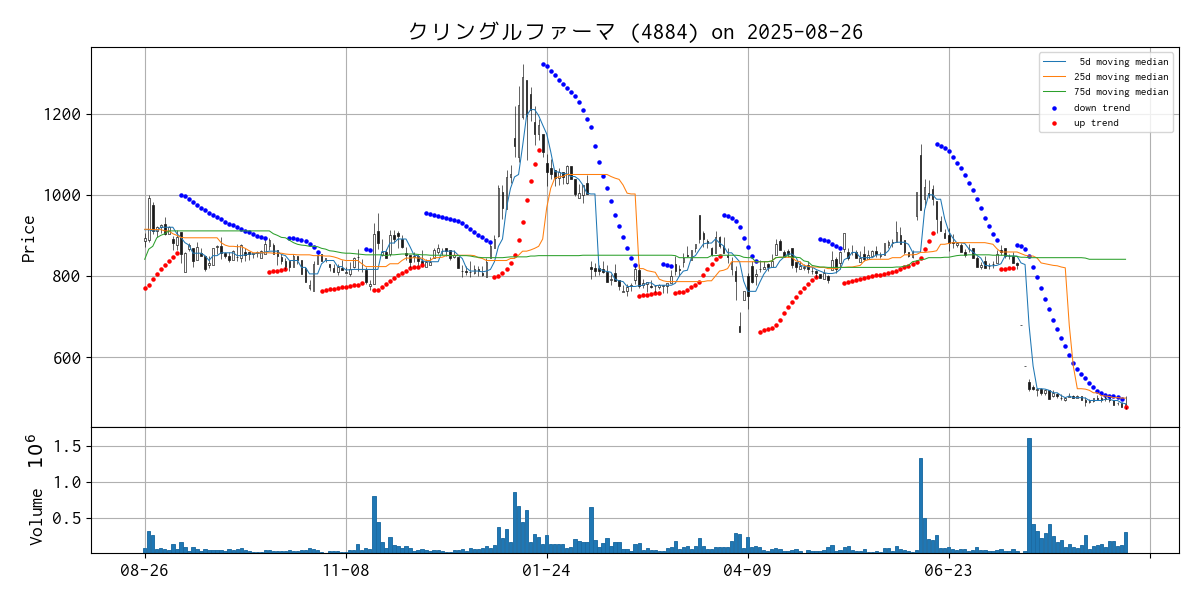 クリングルファーマ (4884) on 2025-08-26
5d moving median
25d moving median
75d moving median
down trend
up trend
Price
1200
1000
800
600
Volume 10^6
1.5
1.0
0.5
08-26 11-08 01-24 04-09 06-23